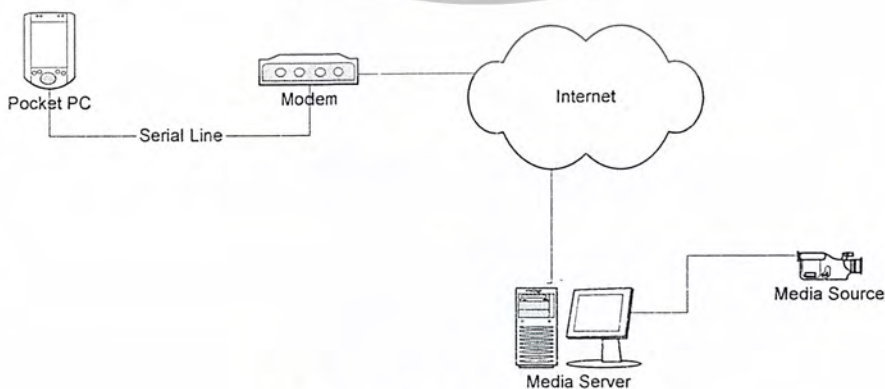 Pocket PC
Modem
Serial Line
Internet
Media Source
Media Server